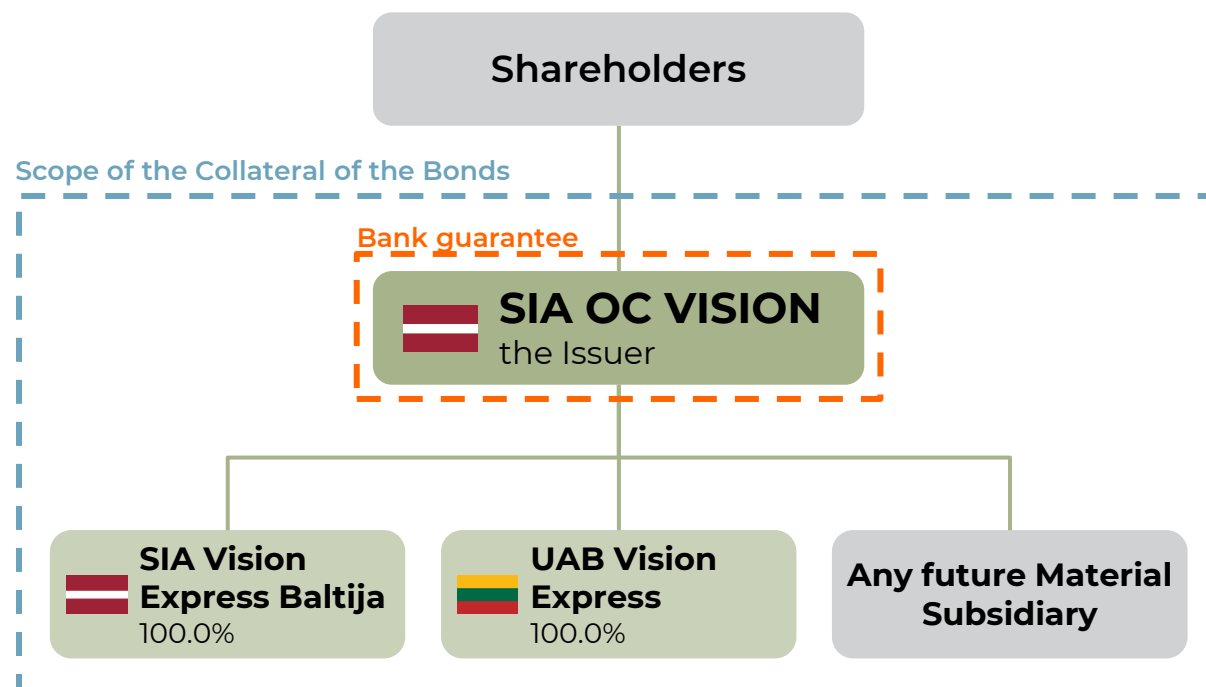 Shareholders
Scope of the Collateral of the Bonds
Bank guarantee
SIA OC VISION
the Issuer
SIA Vision
Express Baltija
100.0%
UAB Vision
Express
100.0%
Any future Material
Subsidiary